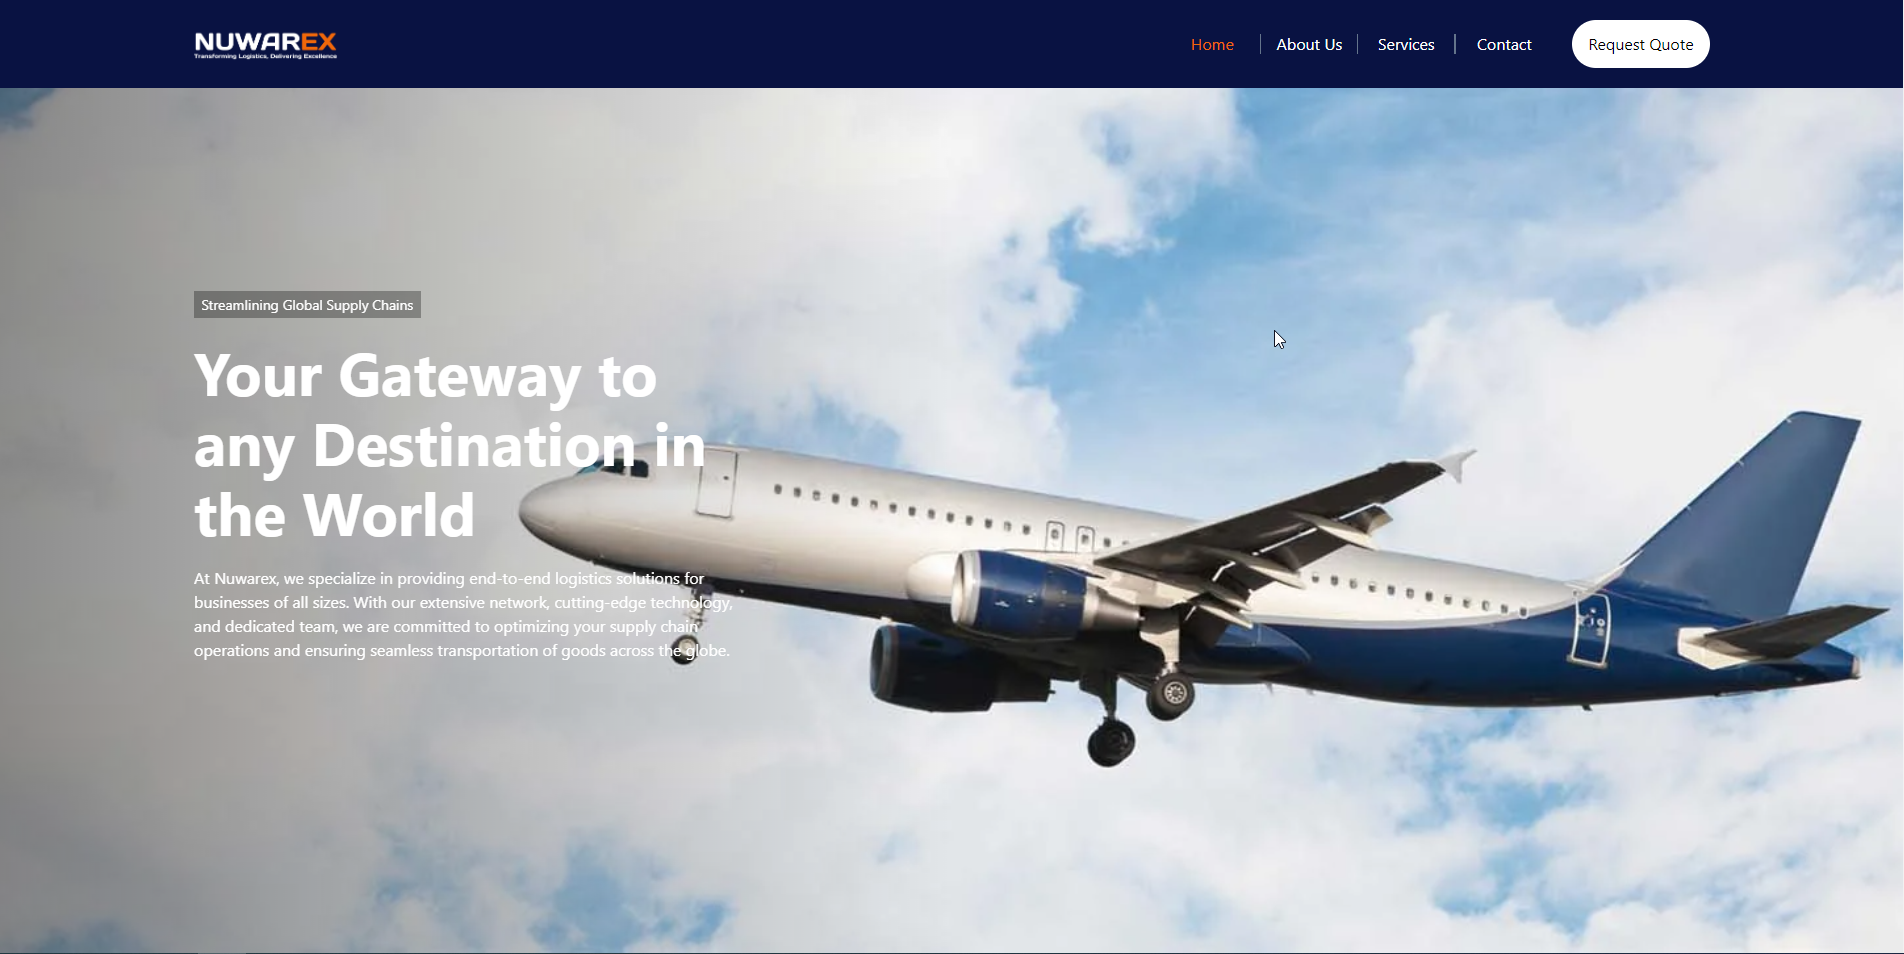 NUWAREX
Transforming Logistics, Delivering Excellence
Home
About Us
Services
Contact
Request Quote
Streamlining Global Supply Chains
Your Gateway to
any Destination in
the World
At Nuwarex, we specialize in providing end-to-end logistics solutions for
businesses of all sizes. With our extensive network, cutting-edge technology,
and dedicated team, we are committed to optimizing your supply chain
operations and ensuring seamless transportation of goods across the globe.